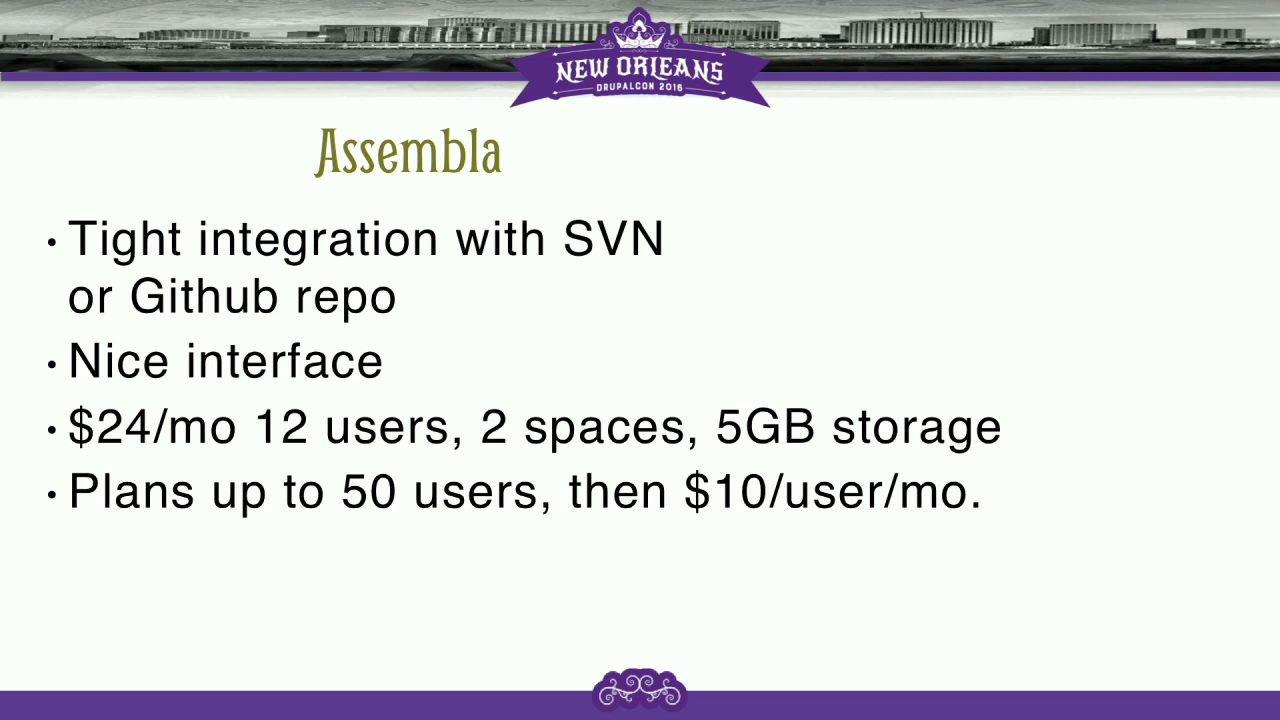 NEW ORLEANS
DRUPALCON 2016
Assembla
• Tight integration with SVN
or Github repo
• Nice interface
• $24/mo 12 users, 2 spaces, 5GB storage
• Plans up to 50 users, then $10/user/mo.